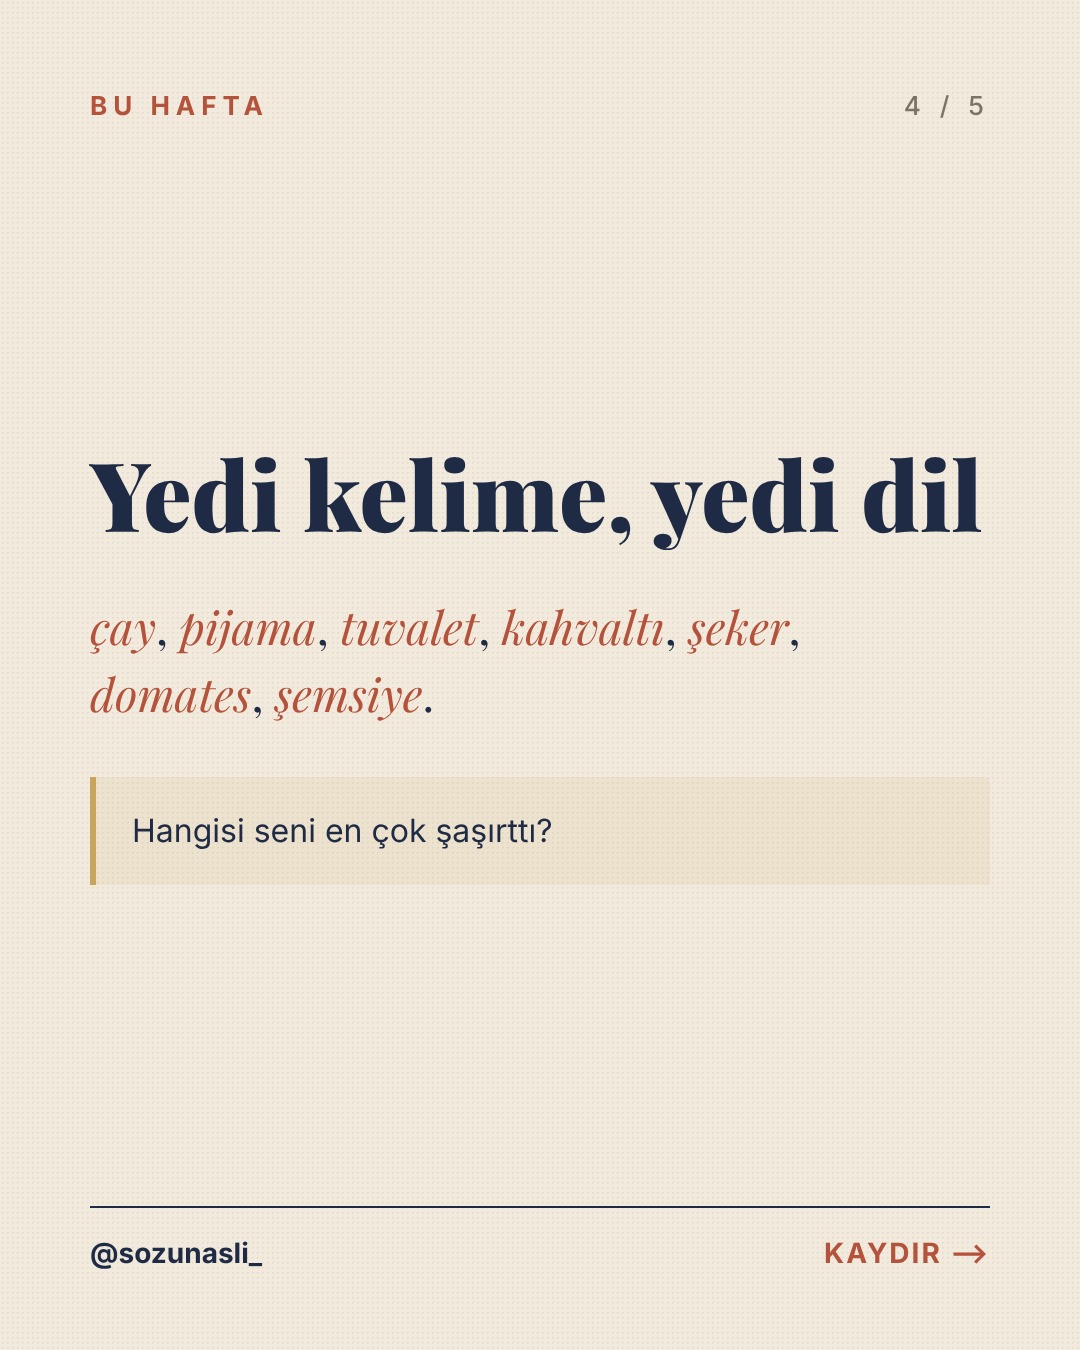 BU HAFTA
4 / 5
Yedi kelime, yedi dil
çay, pijama, tuvalet, kahvaltı, şeker,
domates, şemsiye.
Hangisi seni en çok şaşırttı?
@sozunasli_
KAYDIR →